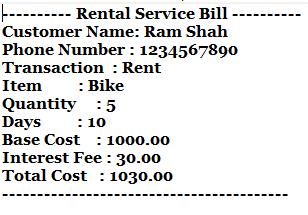 ---------- Rental Service Bill ----------
Customer Name: Ram Shah
Phone Number : 1234567890
Transaction  : Rent
Item         : Bike
Quantity     : 5
Days         : 10
Base Cost    : 1000.00
Interest Fee : 30.00
Total Cost   : 1030.00
-----------------------------------------